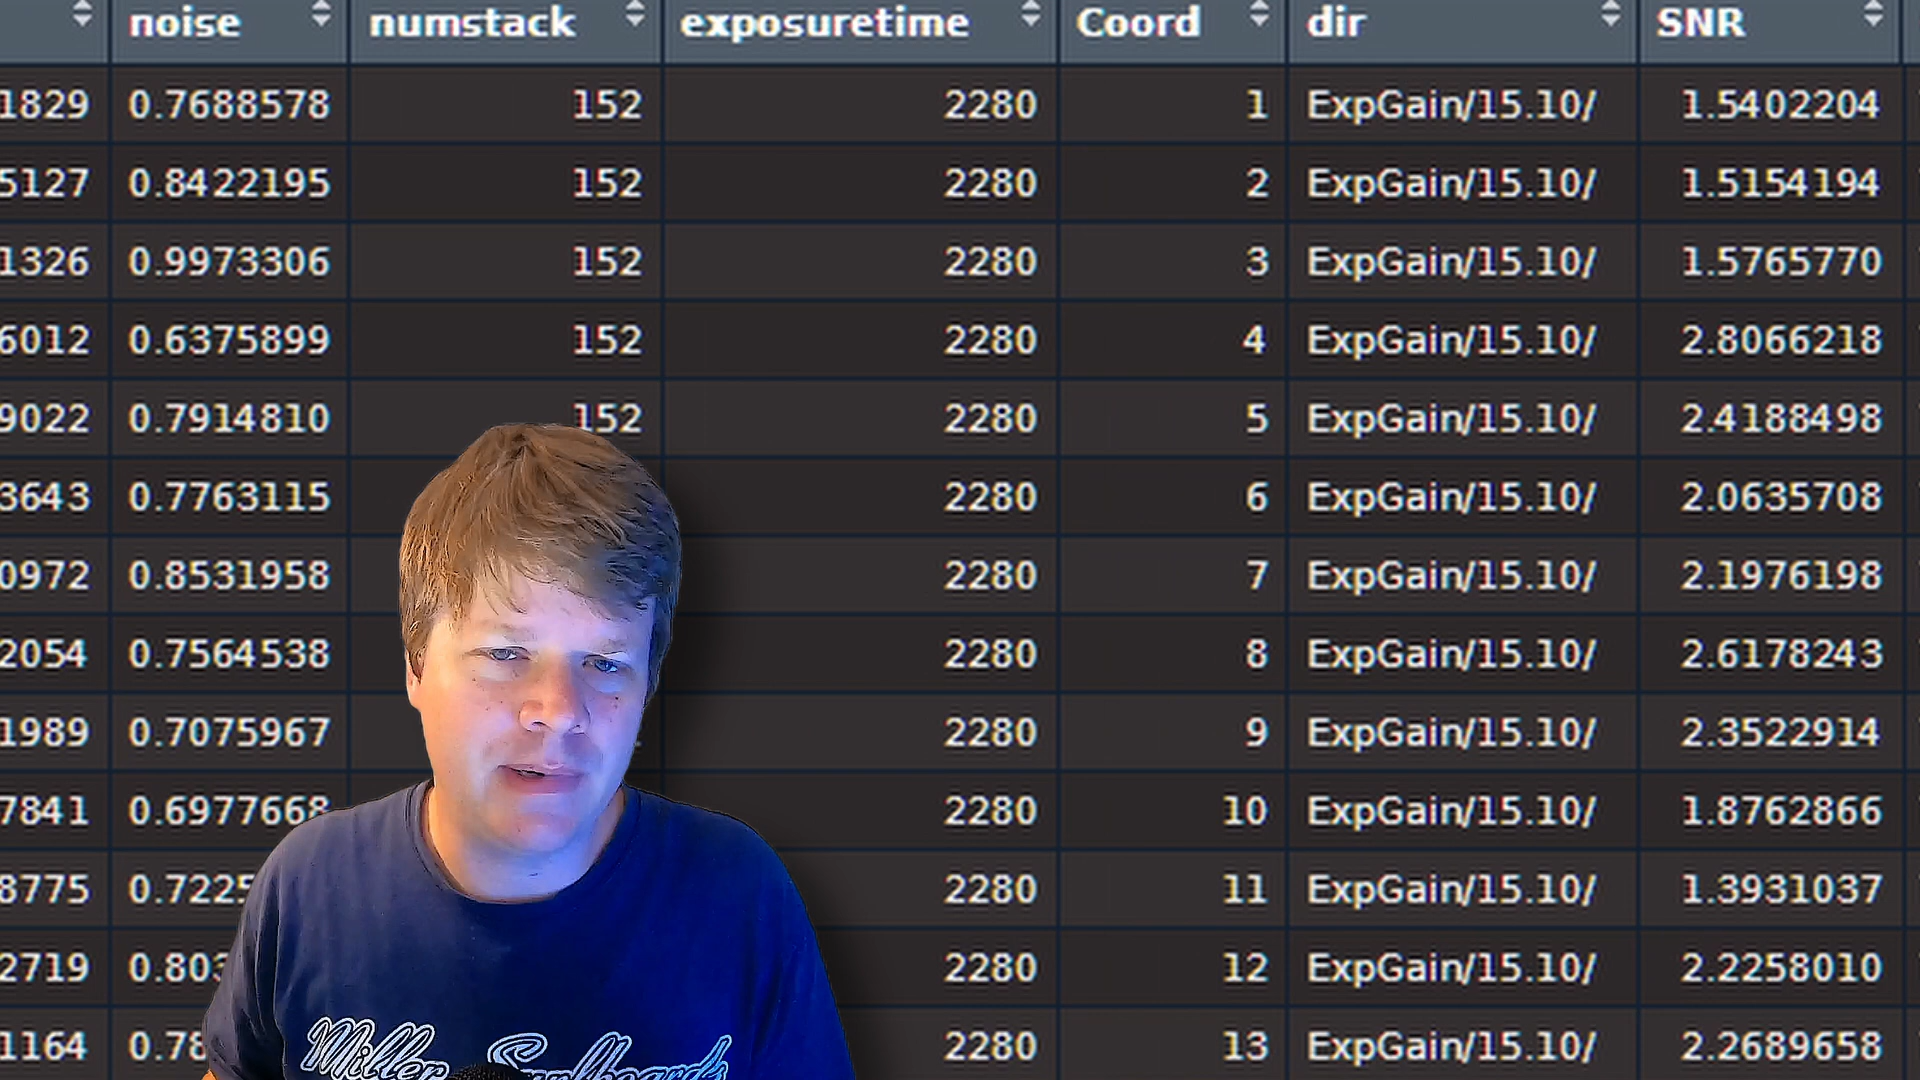 noise numstack exposuretime Coord dir SNR
1829 0.7688578 152 2280 1 ExpGain/15.10/ 1.5402204
5127 0.8422195 152 2280 2 ExpGain/15.10/ 1.5154194
1326 0.9973306 152 2280 3 ExpGain/15.10/ 1.5765770
6012 0.6375899 152 2280 4 ExpGain/15.10/ 2.8066218
9022 0.7914810 152 2280 5 ExpGain/15.10/ 2.4188498
3643 0.7763115 2280 6 ExpGain/15.10/ 2.0635708
0972 0.8531958 2280 7 ExpGain/15.10/ 2.1976198
2054 0.7564538 2280 8 ExpGain/15.10/ 2.6178243
1989 0.7075967 2280 9 ExpGain/15.10/ 2.3522914
7841 0.6977668 2280 10 ExpGain/15.10/ 1.8762866
8775 0.7225 2280 11 ExpGain/15.10/ 1.3931037
2719 0.803 2280 12 ExpGain/15.10/ 2.2258010
1164 0.78 2280 13 ExpGain/15.10/ 2.2689658
Miller